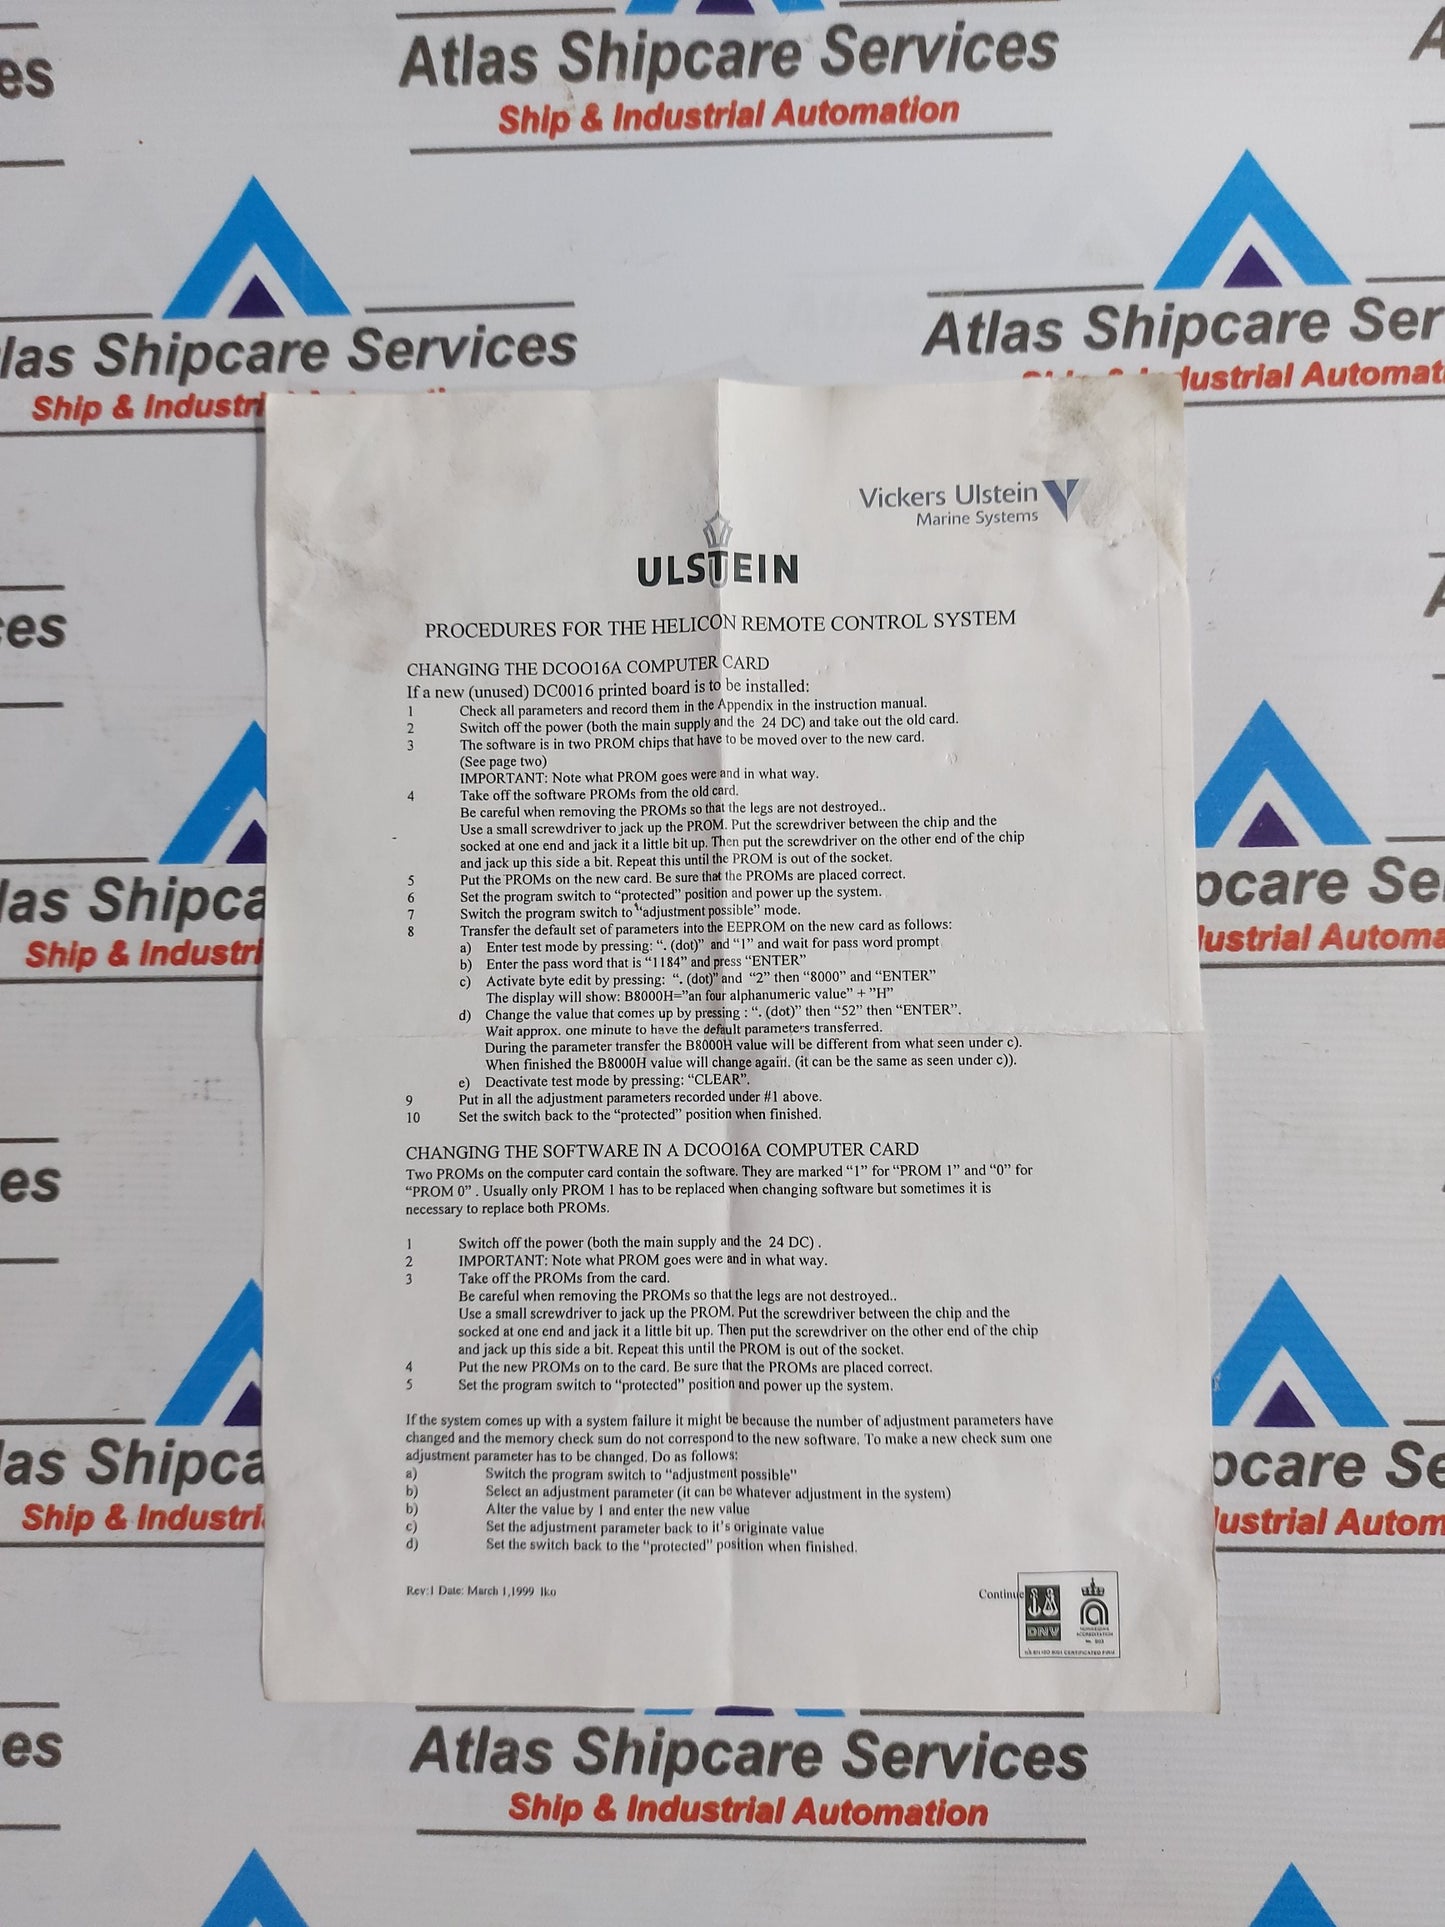 Atlas Shipcare Services
Ship & Industrial Automation
es
las Shipcare Services
Ship & Industri
Atlas Shipcare Ser
ustrial Automat
Vickers Ulstein
Marine Systems
ULSTEIN
PROCEDURES FOR THE HELICON REMOTE CONTROL SYSTEM
CHANGING THE DCOO16A COMPUTER CARD
If a new (unused) DC0016 printed board is to be installed:
1 Check all parameters and record them in the Appendix in the instruction manual.
2 Switch off the power (both the main supply and the 24 DC) and take out the old card.
3 The software is in two PROM chips that have to be moved over to the new card.
(See page two)
IMPORTANT: Note what PROM goes were and in what way.
4 Take off the software PROMs from the old card.
Be careful when removing the PROMs so that the legs are not destroyed..
Use a small screwdriver to jack up the PROM. Put the screwdriver between the chip and the
socked at one end and jack it a little bit up. Then put the screwdriver on the other end of the chip
and jack up this side a bit. Repeat this until the PROM is out of the socket.
5 Put the PROMs on the new card. Be sure that the PROMs are placed correct.
6 Set the program switch to “protected” position and power up the system.
7 Switch the program switch to “adjustment possible” mode.
8 Transfer the default set of parameters into the EEPROM on the new card as follows:
a) Enter test mode by pressing: “. (dot)” and “1” and wait for pass word prompt
b) Enter the pass word that is “1184” and press “ENTER”
c) Activate byte edit by pressing: “. (dot)” and “2” then “8000” and “ENTER”
The display will show: B8000H=”an four alphanumeric value” + ”H”
d) Change the value that comes up by pressing : “. (dot)” then “52” then “ENTER”.
Wait approx. one minute to have the default parameters transferred.
During the parameter transfer the B8000H value will be different from what seen under c).
When finished the B8000H value will change again. (it can be the same as seen under c)).
e) Deactivate test mode by pressing: “CLEAR”.
9 Put in all the adjustment parameters recorded under #1 above.
10 Set the switch back to the “protected” position when finished.
CHANGING THE SOFTWARE IN A DCOO16A COMPUTER CARD
Two PROMs on the computer card contain the software. They are marked “1” for “PROM 1” and “0” for
“PROM 0” . Usually only PROM 1 has to be replaced when changing software but sometimes it is
necessary to replace both PROMs.
1 Switch off the power (both the main supply and the 24 DC) .
2 IMPORTANT: Note what PROM goes were and in what way.
3 Take off the PROMs from the card.
Be careful when removing the PROMs so that the legs are not destroyed..
Use a small screwdriver to jack up the PROM. Put the screwdriver between the chip and the
socked at one end and jack it a little bit up. Then put the screwdriver on the other end of the chip
and jack up this side a bit. Repeat this until the PROM is out of the socket.
4 Put the new PROMs on to the card. Be sure that the PROMs are placed correct.
5 Set the program switch to “protected” position and power up the system.
If the system comes up with a system failure it might be because the number of adjustment parameters have
changed and the memory check sum do not correspond to the new software. To make a new check sum one
adjustment parameter has to be changed. Do as follows:
a) Switch the program switch to “adjustment possible”
b) Select an adjustment parameter (it can be whatever adjustment in the system)
b) Alter the value by 1 and enter the new value
c) Set the adjustment parameter back to it's originate value
d) Set the switch back to the “protected” position when finished.
Rev:1 Date: March 1,1999 Iko
Continue
DNV
NORWEGIAN
ACCREDITATION
es
las Shipca
Ship & Industri
pcare Se
ustrial Automa
es
as Shipca
Ship & Industri
pcare Se
ustrial Autom
es
Atlas Shipcare Services
Ship & Industrial Automation